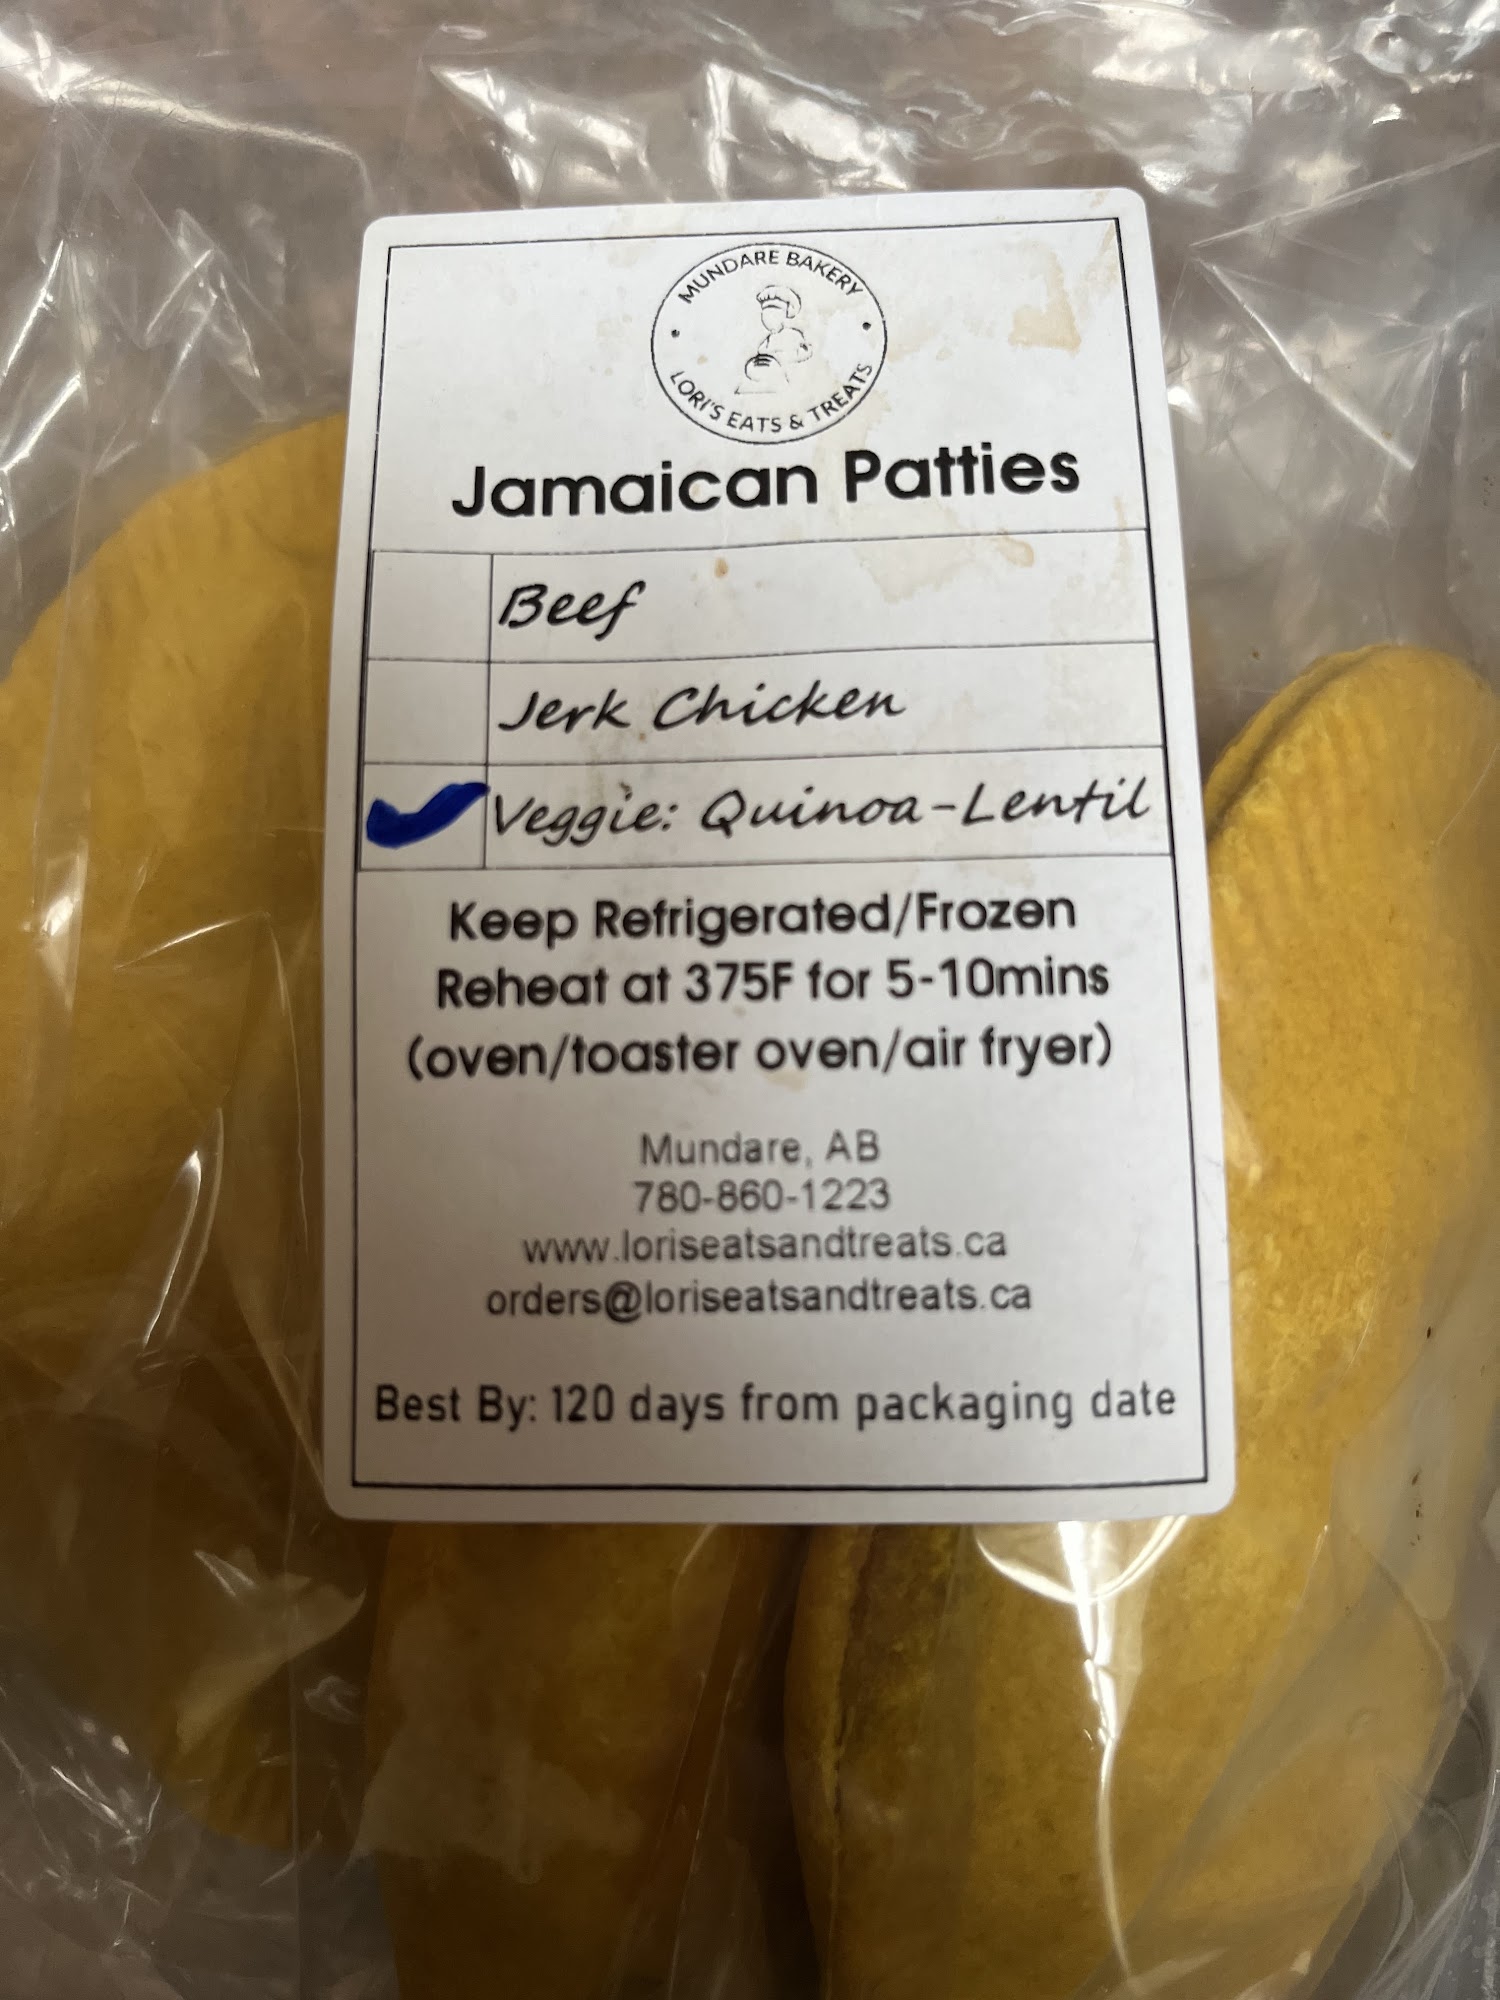 MUNDARE BAKERY
LORI'S EATS & TREATS
Jamaican Patties
Beef
Jerk Chicken
Veggie: Quinoa-Lentil
Keep Refrigerated/Frozen
Reheat at 375F for 5-10mins
(oven/toaster oven/air fryer)
Mundare, AB
780-860-1223
www.loriseatsandtreats.ca
orders@loriseatsandtreats.ca
Best By: 120 days from packaging date